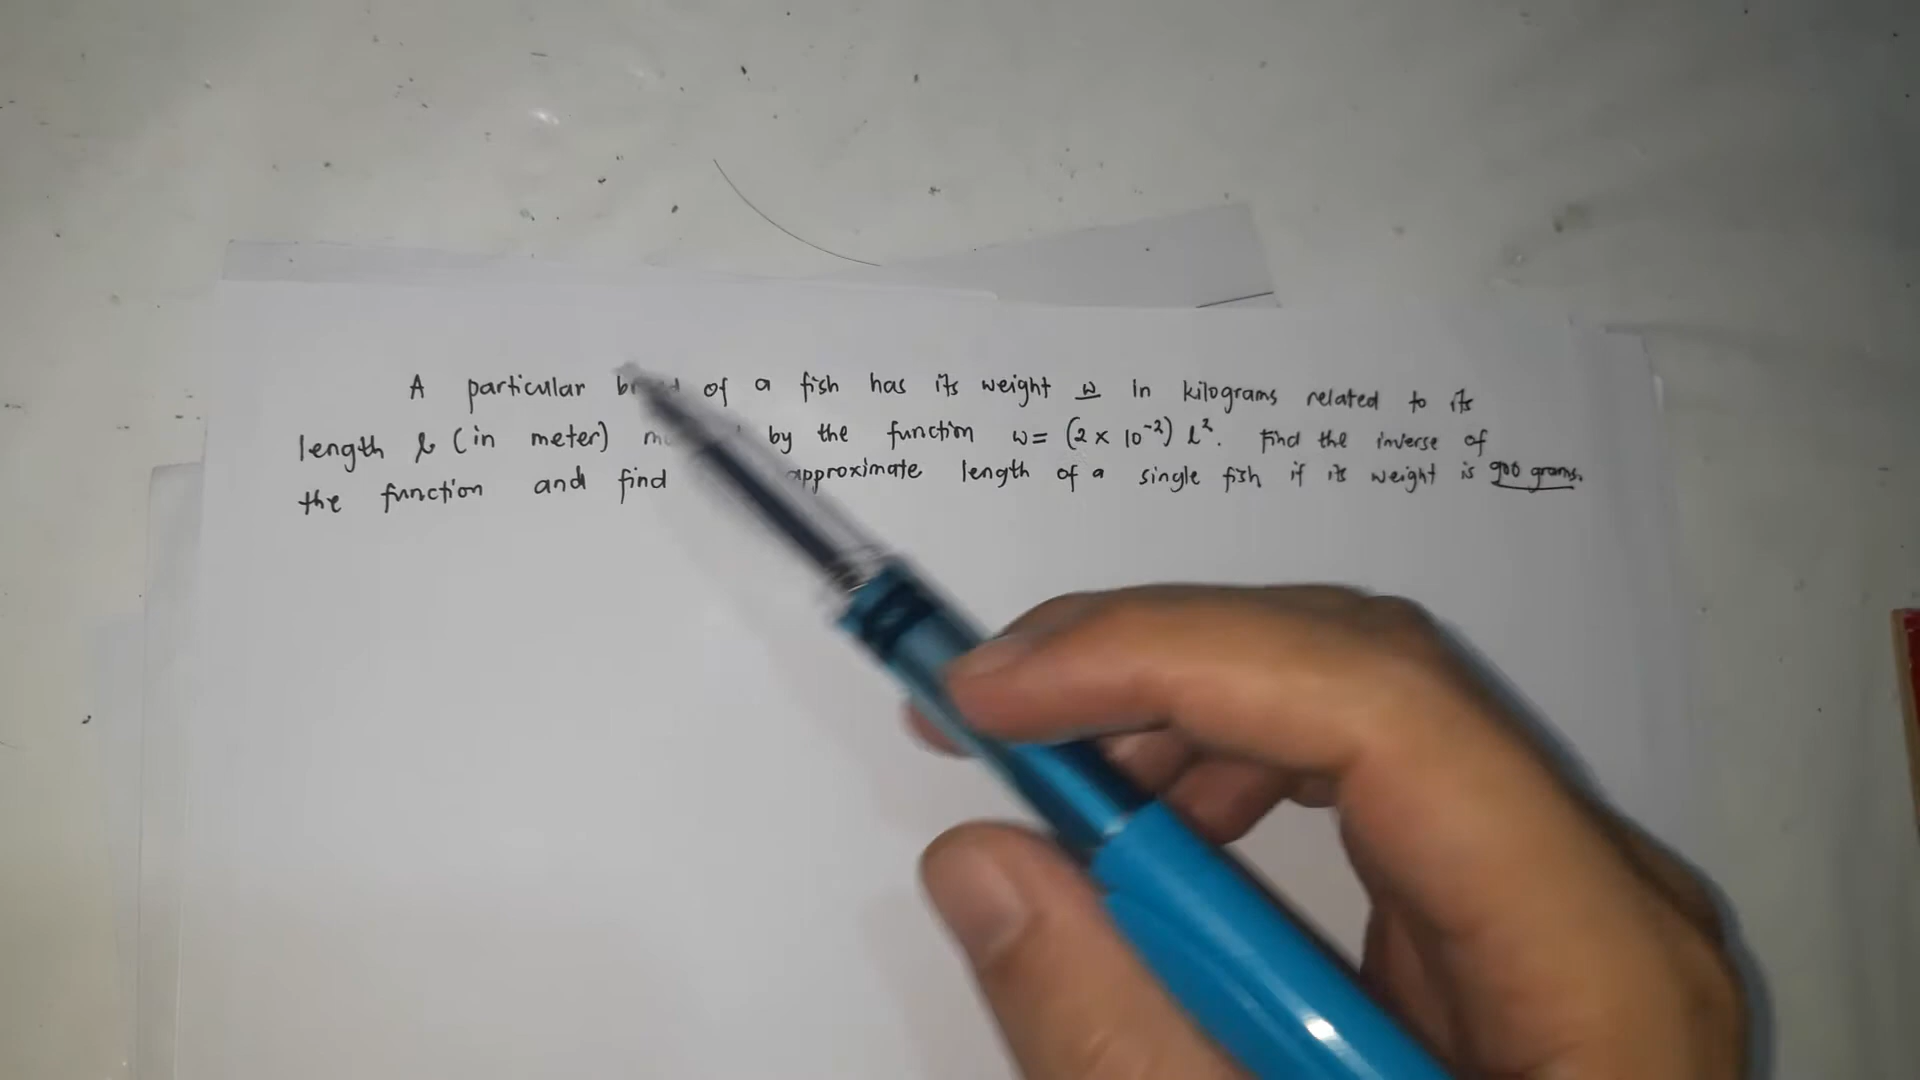 A particular of a fish has its weight w in kilograms related to its
length l (in meter) by the function w = (2 x 10⁻²) l². Find the inverse of
the function and find approximate length of a single fish if its weight is 900 grams.